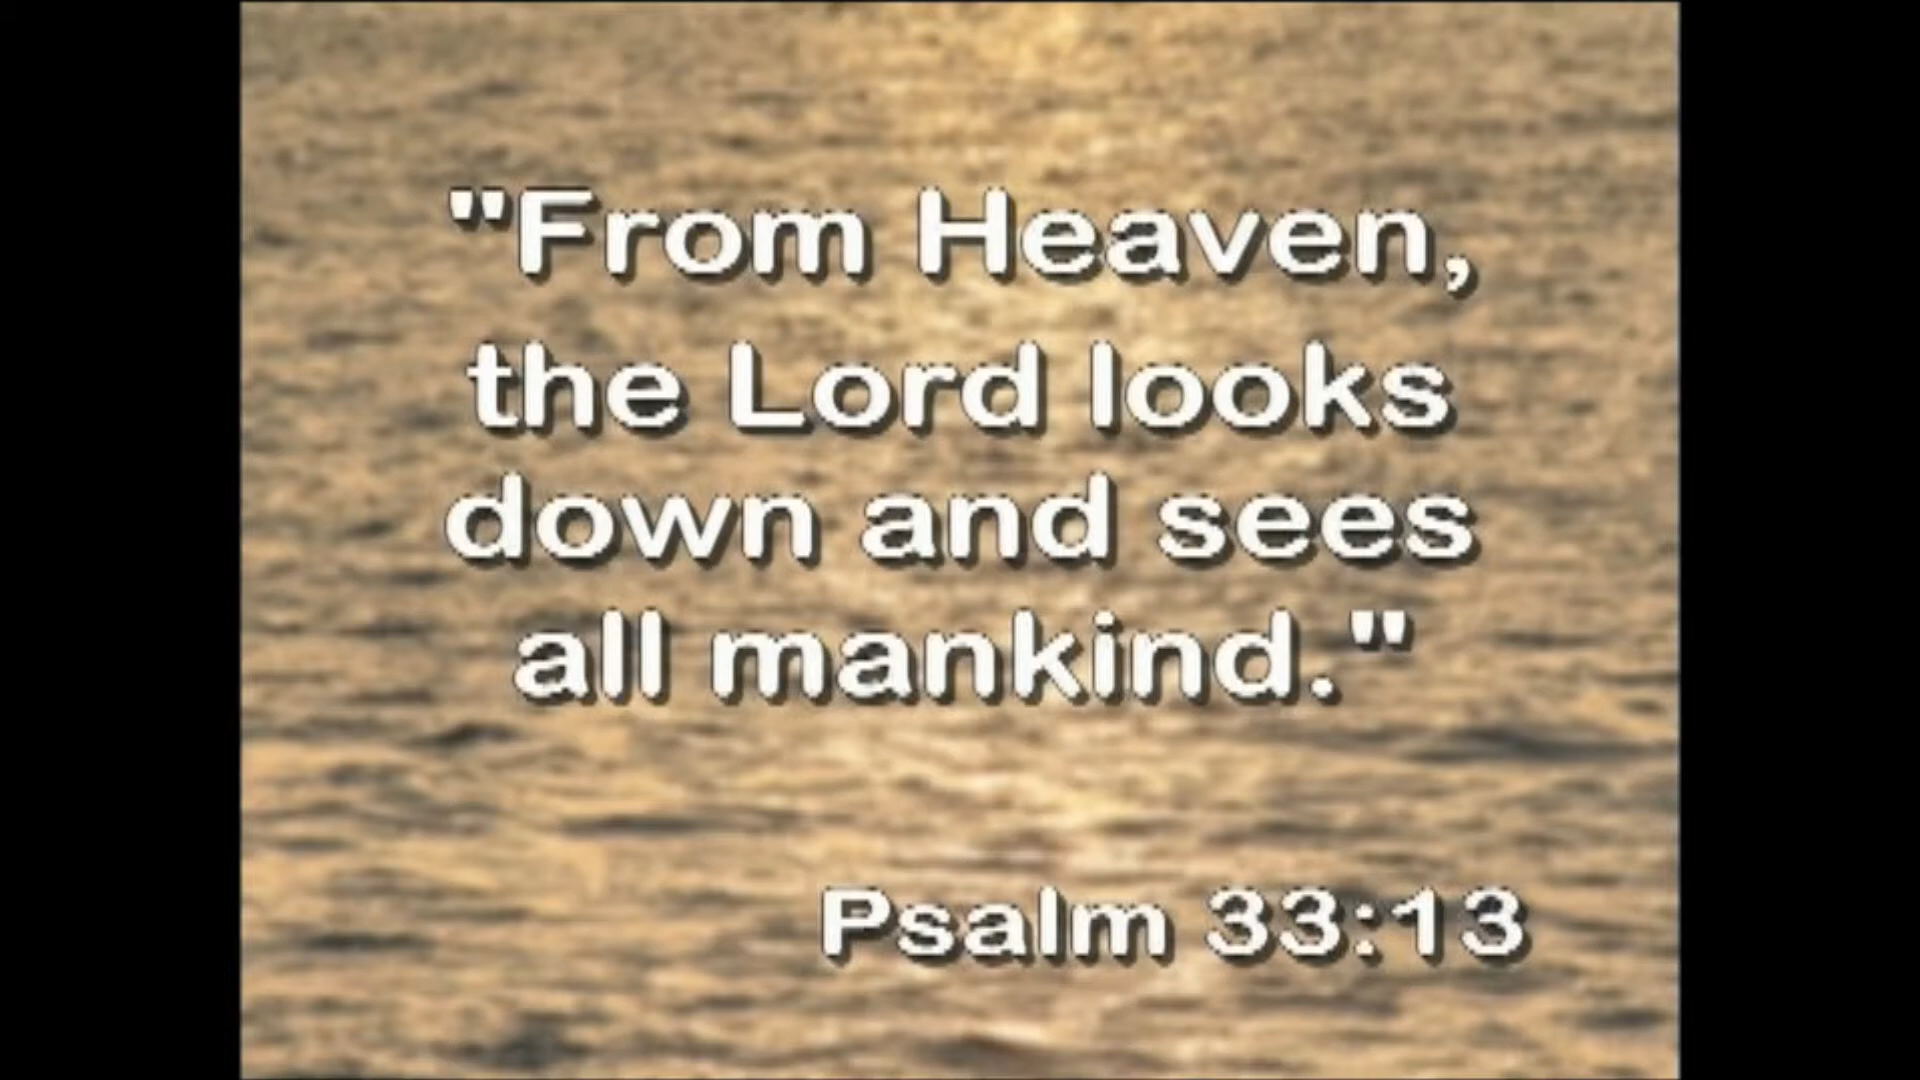 "From Heaven,
the Lord looks
down and sees
all mankind."
Psalm 33:13